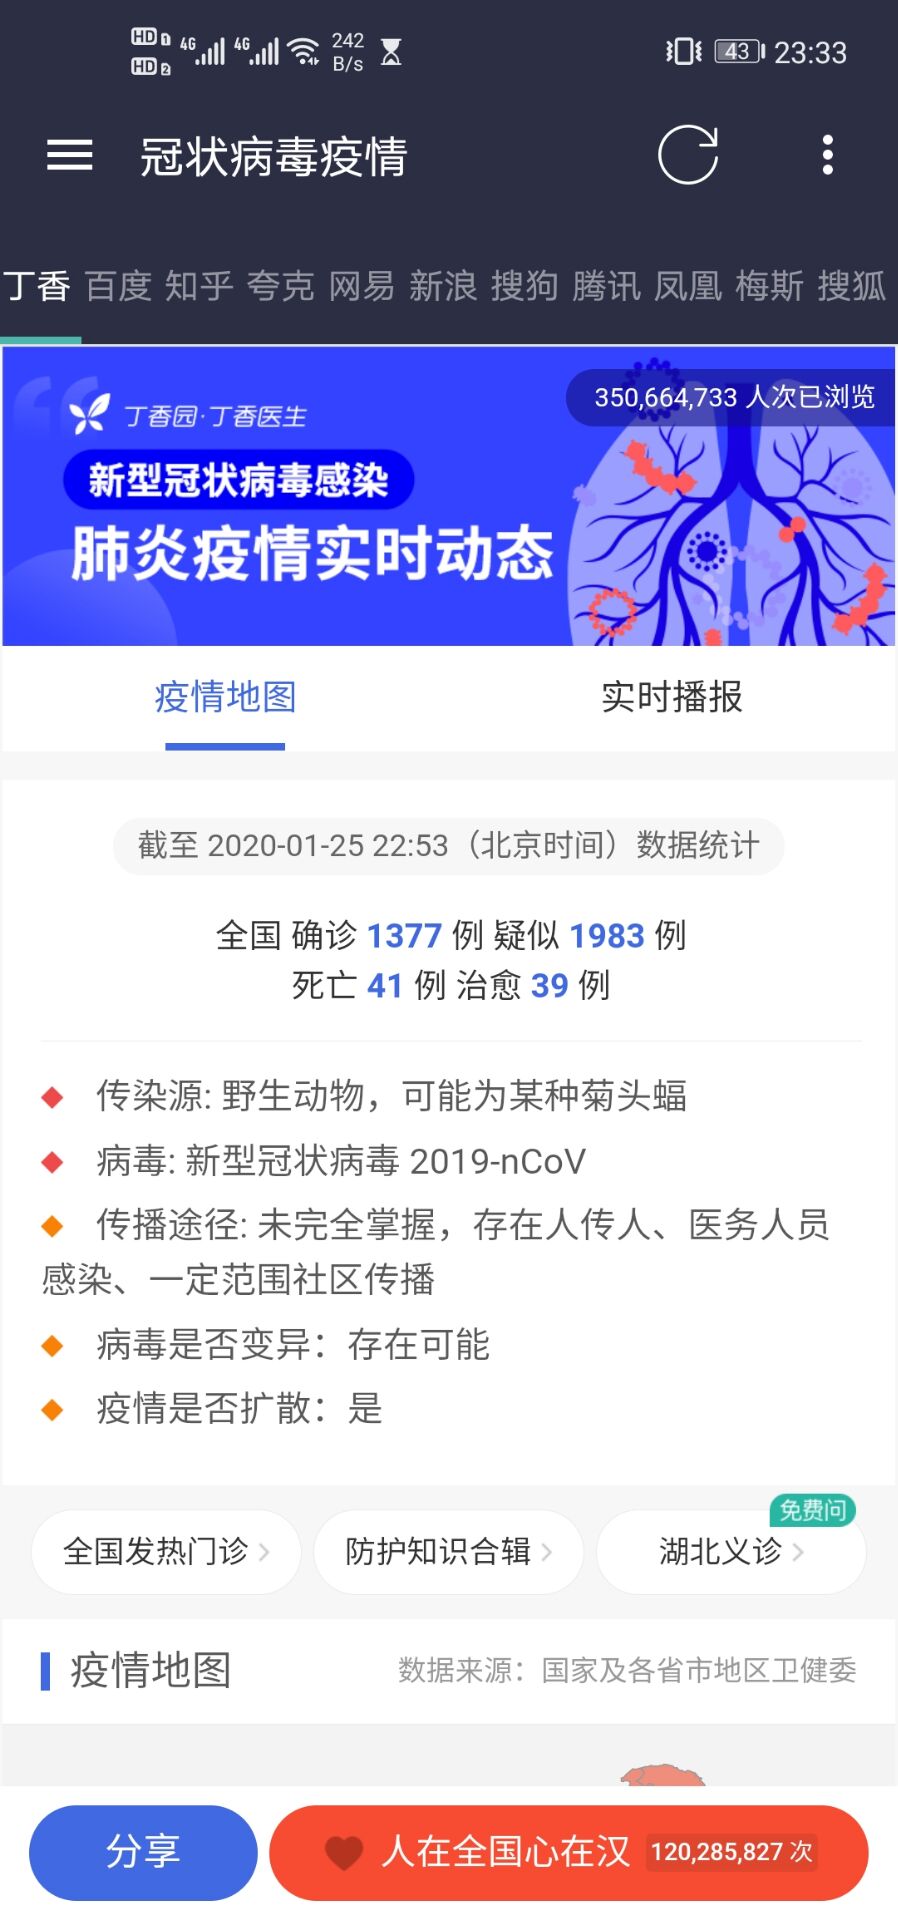 HD 1 4G 4G 242 43 23:33
HD 2 B/s
冠状病毒疫情
丁香 百度 知乎 夸克 网易 新浪 搜狗 腾讯 凤凰 梅斯 搜狐
350,664,733 人次已浏览
丁香园·丁香医生
新型冠状病毒感染
肺炎疫情实时动态
疫情地图 实时播报
截至 2020-01-25 22:53（北京时间）数据统计
全国 确诊 1377 例 疑似 1983 例
死亡 41 例 治愈 39 例
传染源: 野生动物，可能为某种菊头蝠
病毒: 新型冠状病毒 2019-nCoV
传播途径: 未完全掌握，存在人传人、医务人员
感染、一定范围社区传播
病毒是否变异：存在可能
疫情是否扩散：是
免费问
全国发热门诊 防护知识合辑 湖北义诊
疫情地图 数据来源：国家及各省市地区卫健委
分享 人在全国心在汉 120,285,827 次